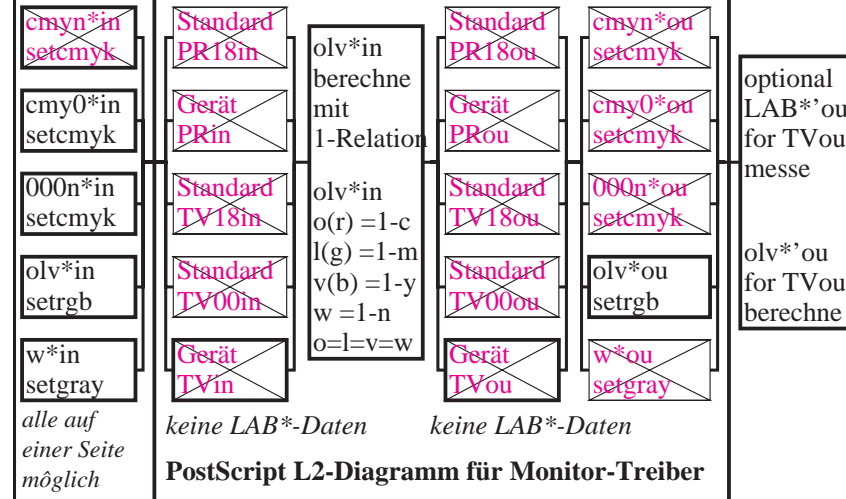 cmyn*in
setcmyk
cmy0*in
setcmyk
000n*in
setcmyk
olv*in
setrgb
w*in
setgray
alle auf
einer Seite
môglich
Standard
PR18in
Gerät
PRin
Standard
TV18in
Standard
TV00in
Gerät
TVin
keine LAB*-Daten
olv*in
berechne
mit
1-Relation
olv*in
o(r) =1-c
l(g) =1-m
v(b) =1-y
w =1-n
o=l=v=w
Standard
PR18ou
Gerät
PRou
Standard
TV18ou
Standard
TV00ou
Gerät
TVou
keine LAB*-Daten
cmyn*ou
setcmyk
cmy0*ou
setcmyk
000n*ou
setcmyk
olv*ou
setrgb
w*ou
setgray
optional
LAB*’ou
for TVou
messe
olv*’ou
for TVou
berechne
PostScript L2-Diagramm für Monitor-Treiber